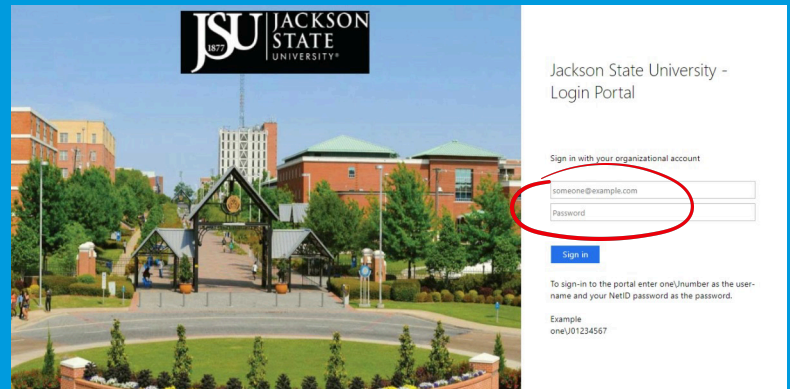 JSU
1877
JACKSON
STATE
UNIVERSITY®
Jackson State University -
Login Portal
Sign in with your organizational account
someone@example.com
Password
Sign in
To sign-in to the portal enter one\Jnumber as the user-
name and your NetID password as the password.
Example
one\J01234567